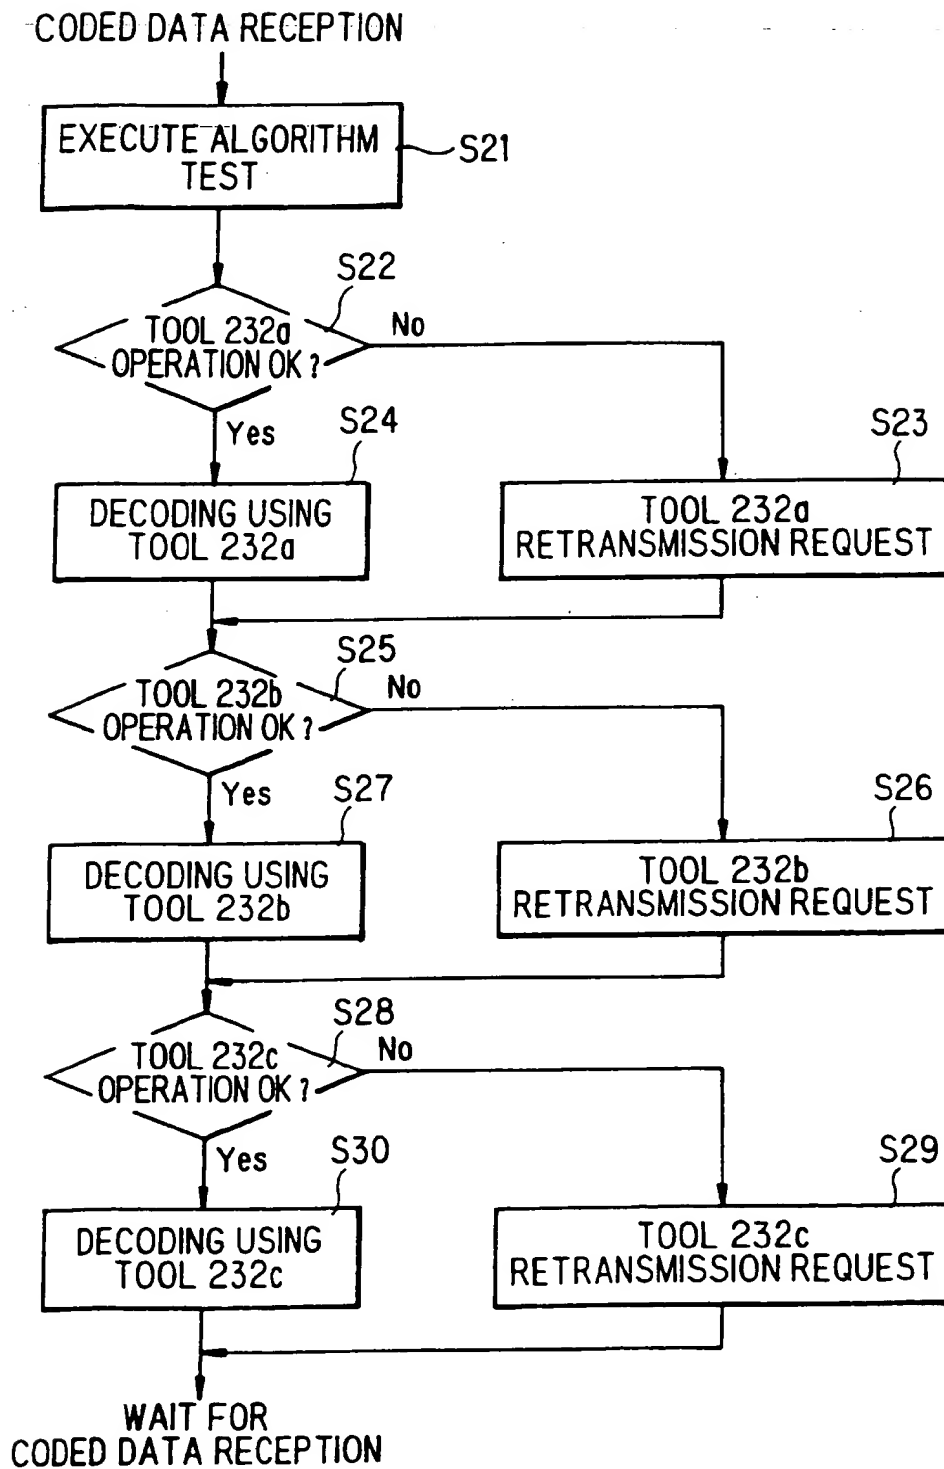 CODED DATA RECEPTION
EXECUTE ALGORITHM
TEST
S21
S22
TOOL 232a
OPERATION OK ?
No
Yes
S24
S23
DECODING USING
TOOL 232a
TOOL 232a
RETRANSMISSION REQUEST
S25
TOOL 232b
OPERATION OK ?
No
Yes
S27
S26
DECODING USING
TOOL 232b
TOOL 232b
RETRANSMISSION REQUEST
S28
TOOL 232c
OPERATION OK ?
No
Yes
S30
S29
DECODING USING
TOOL 232c
TOOL 232c
RETRANSMISSION REQUEST
WAIT FOR
CODED DATA RECEPTION